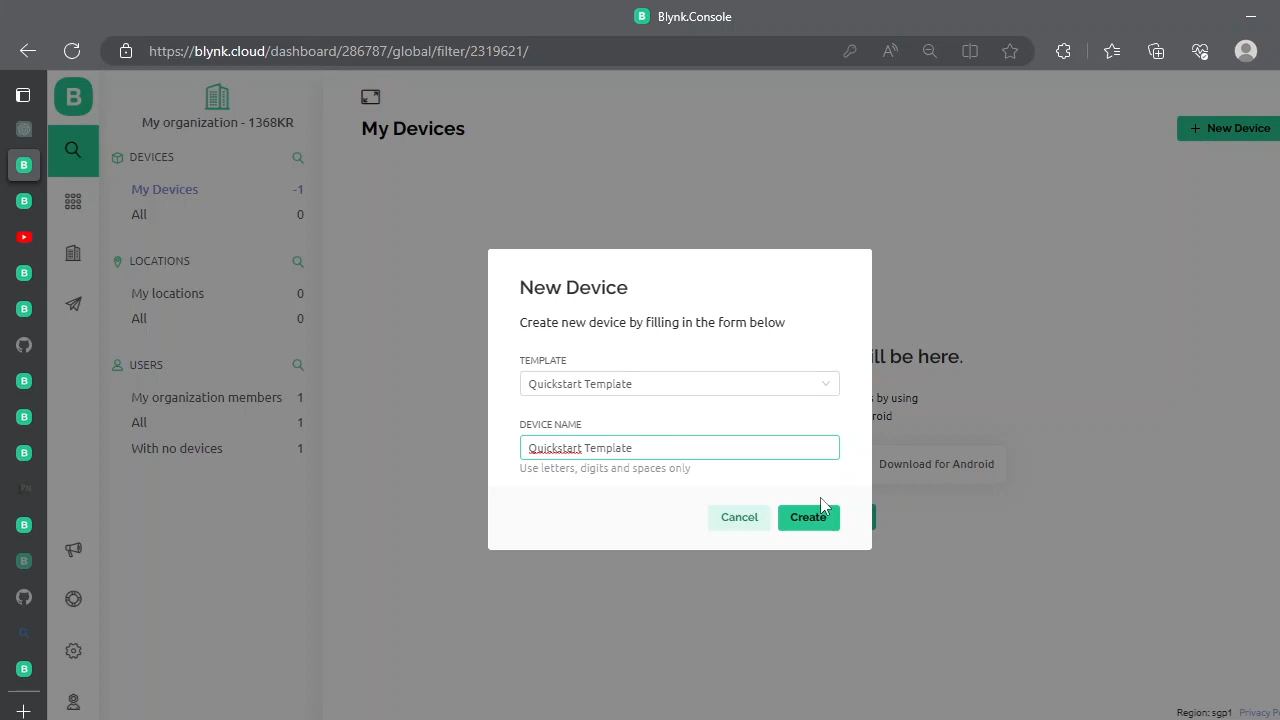 Blynk.Console
https://blynk.cloud/dashboard/286787/global/filter/2319621/
B
My organization - 1368KR
DEVICES
My Devices -1
All 0
LOCATIONS
My locations 0
All 0
USERS
My organization members 1
All 1
With no devices 1
My Devices
+ New Device
ill be here.
s by using
roid
Download for Android
New Device
Create new device by filling in the form below
TEMPLATE
Quickstart Template
DEVICE NAME
Quickstart Template
Use letters, digits and spaces only
Cancel
Create
Region: sgp1 Privacy P